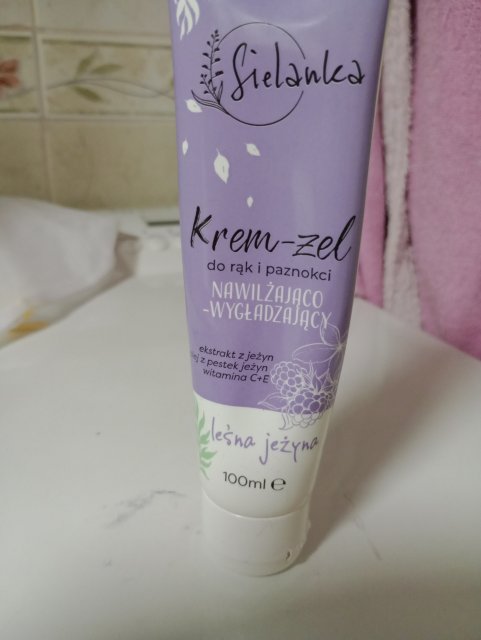 Sielanka
Krem-żel
do rąk i paznokci
NAWILŻAJĄCO
-WYGŁADZAJĄCY
ekstrakt z jeżyn
z pestek jeżyn
witamina C+E
leśna jeżyna
100ml ℮